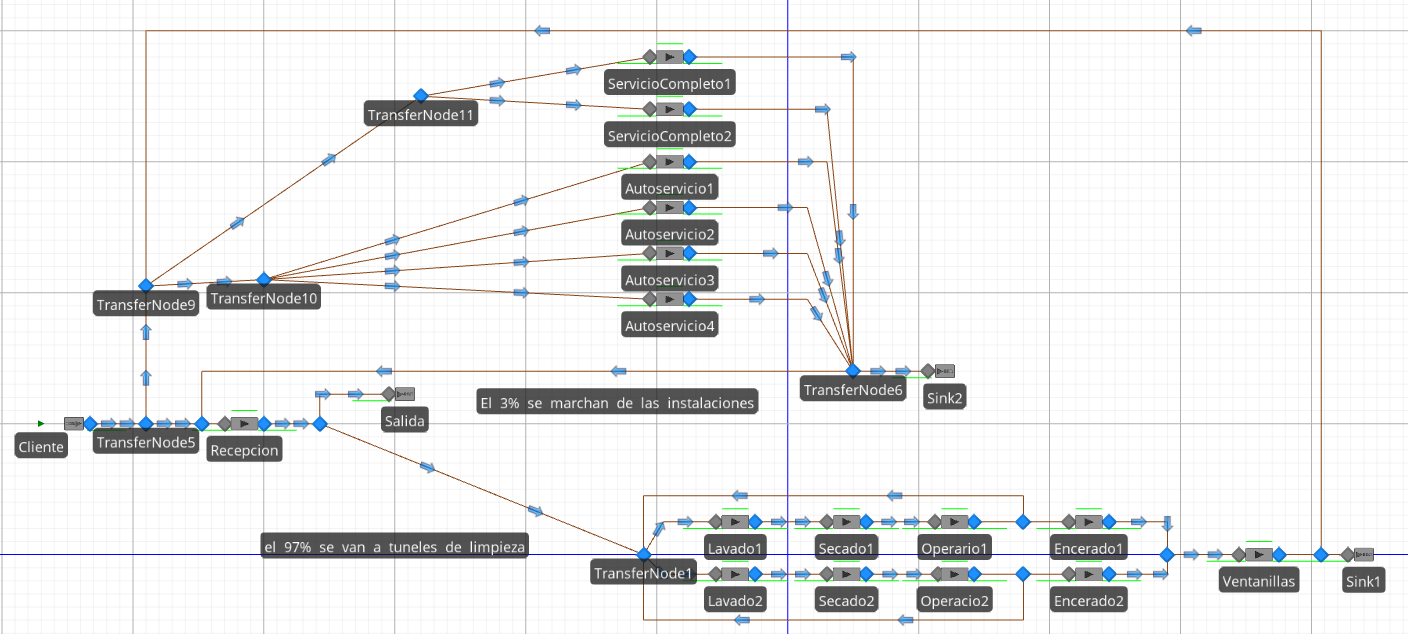 ServicioCompleto1
TransferNode11
ServicioCompleto2
Autoservicio1
Autoservicio2
Autoservicio3
TransferNode9
TransferNode10
Autoservicio4
TransferNode6
Sink2
El 3% se marchan de las instalaciones
Salida
Cliente
TransferNode5
Recepcion
el 97% se van a tuneles de limpieza
Lavado1
Secado1
Operario1
Encerado1
TransferNode1
Ventanillas
Sink1
Lavado2
Secado2
Operacio2
Encerado2